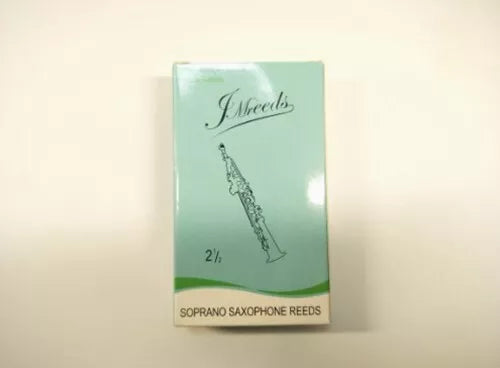 JMreeds
2½
SOPRANO SAXOPHONE REEDS